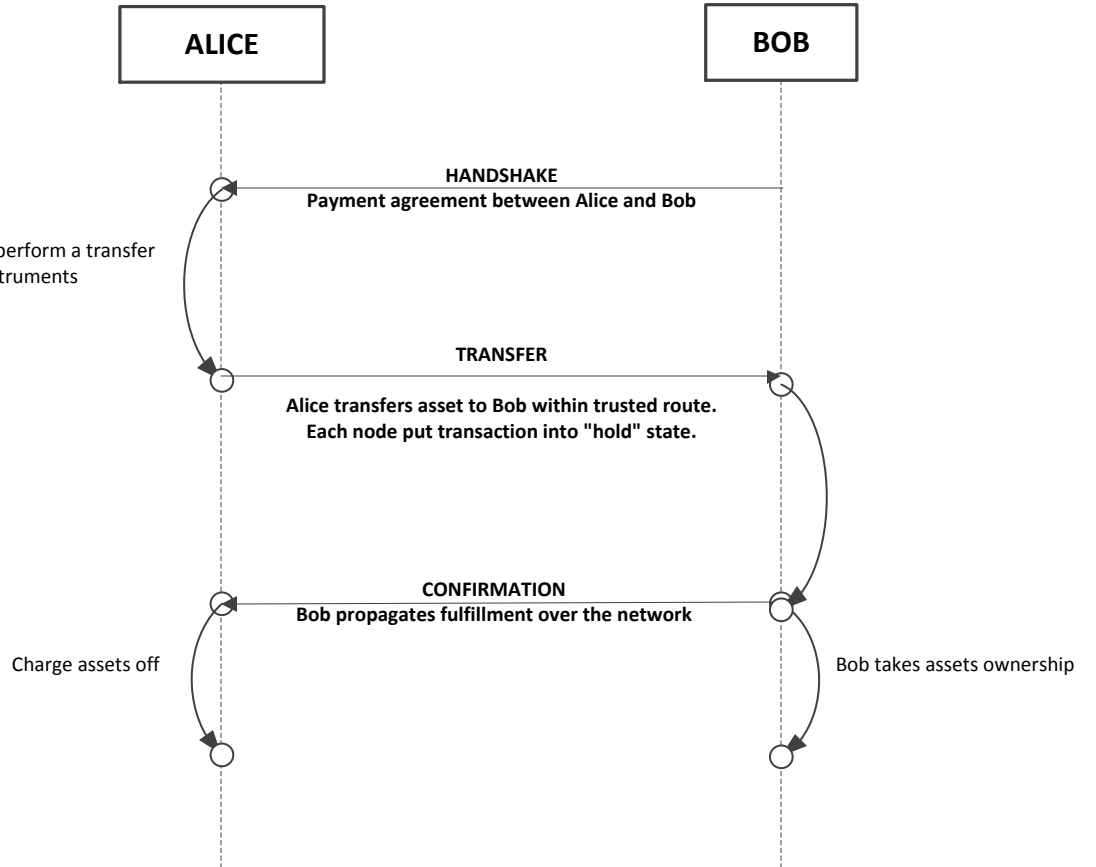 ALICE
BOB
HANDSHAKE
Payment agreement between Alice and Bob
perform a transfer
truments
TRANSFER
Alice transfers asset to Bob within trusted route.
Each node put transaction into "hold" state.
CONFIRMATION
Bob propagates fulfillment over the network
Charge assets off
Bob takes assets ownership